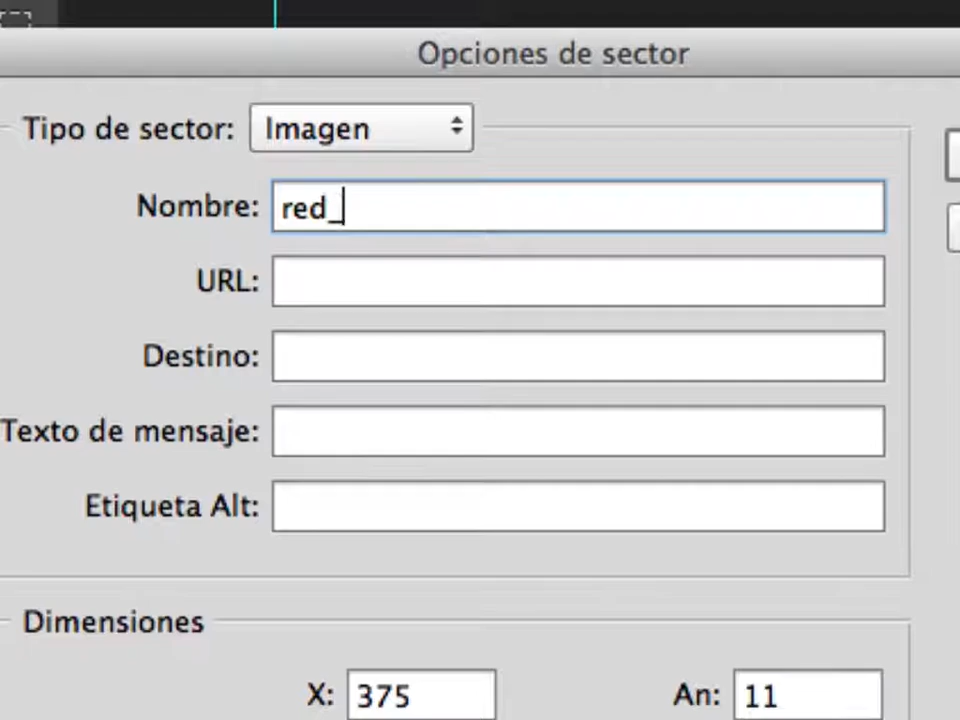 Opciones de sector
Tipo de sector: Imagen
Nombre: red_
URL:
Destino:
Texto de mensaje:
Etiqueta Alt:
Dimensiones
X: 375 An: 11